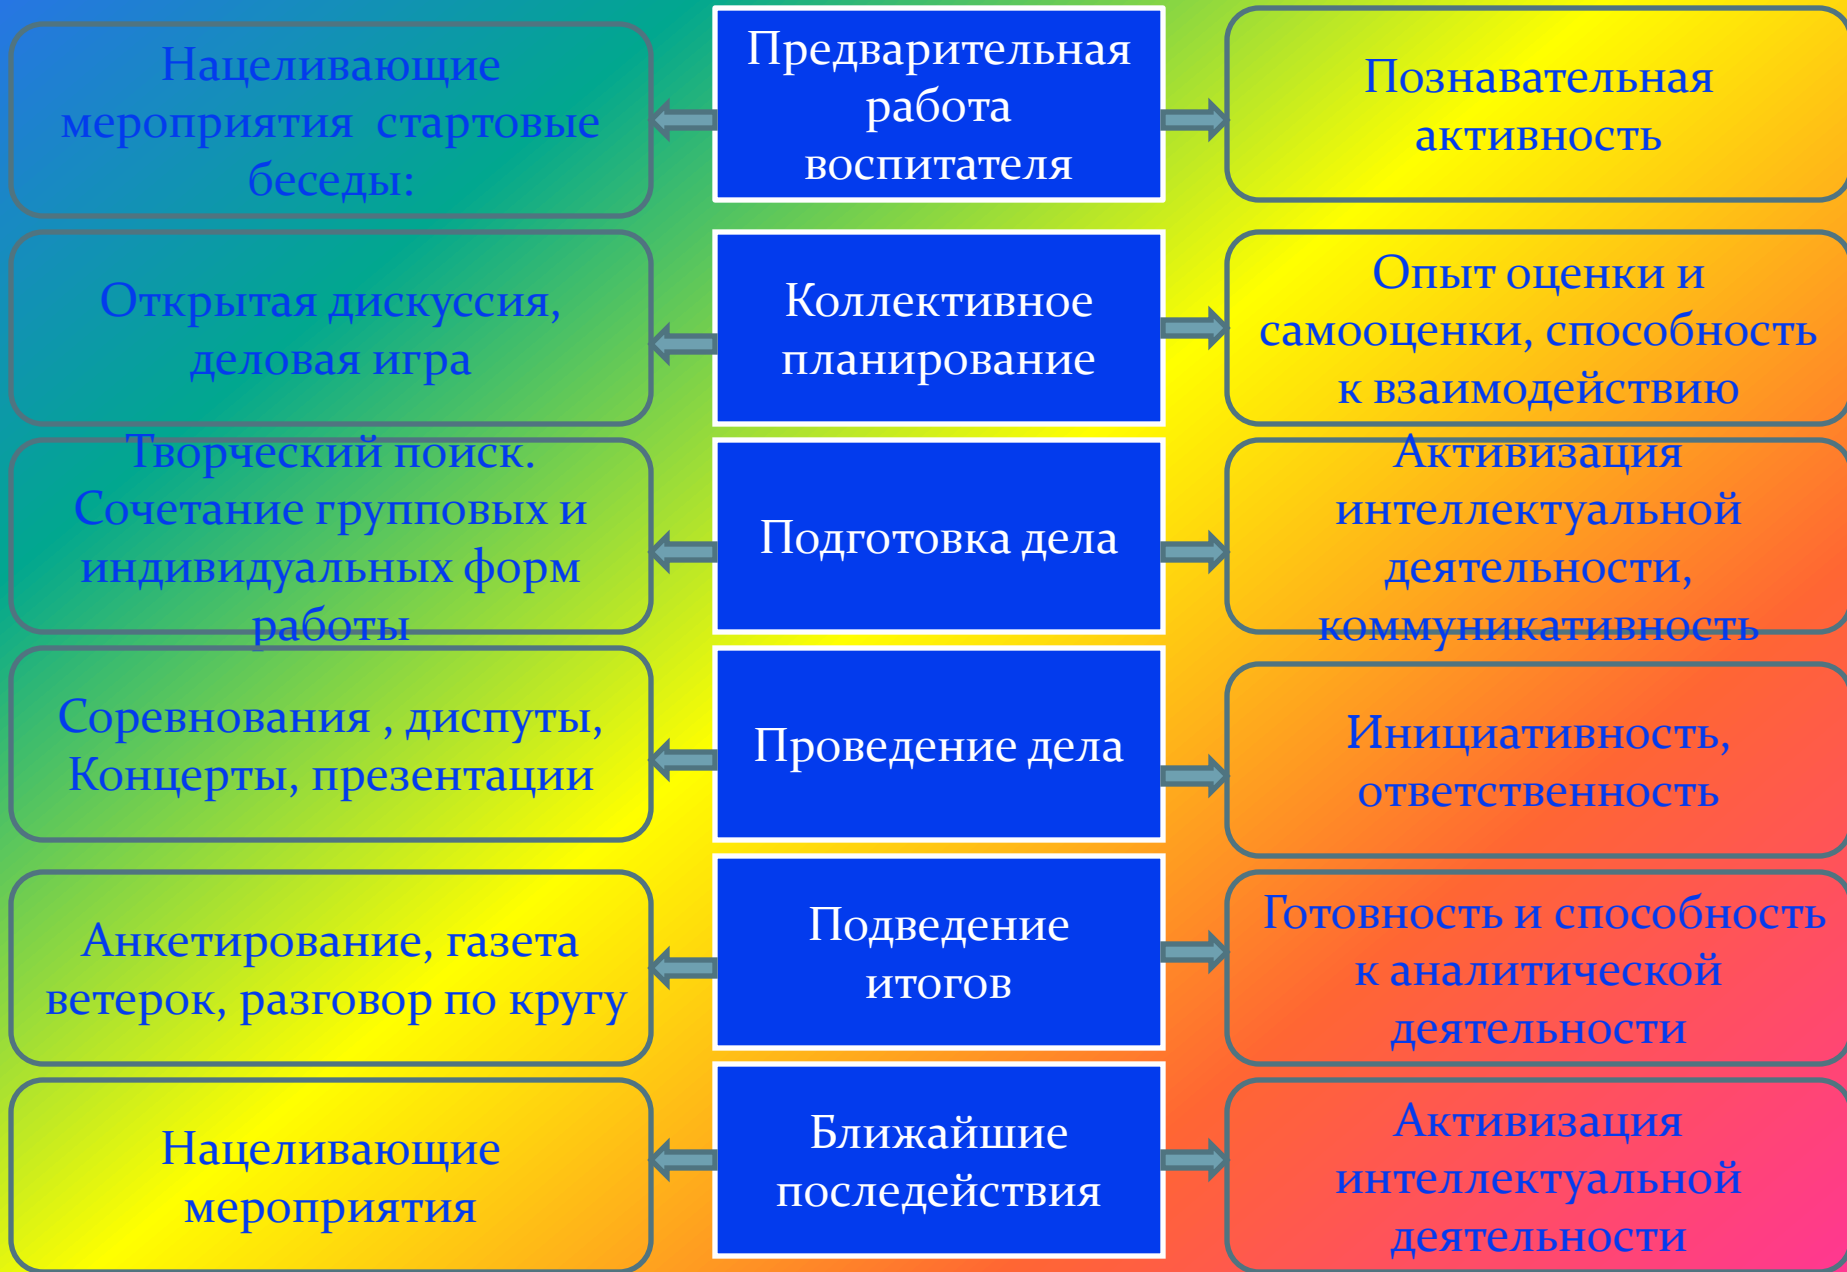 Нацеливающие
мероприятия  стартовые
беседы:
Предварительная
работа
воспитателя
Познавательная
активность
Открытая дискуссия,
деловая игра
Коллективное
планирование
Опыт оценки и
самооценки, способность
к взаимодействию
Творческий поиск.
Сочетание групповых и
индивидуальных форм
работы
Подготовка дела
Активизация
интеллектуальной
деятельности,
коммуникативность
Соревнования , диспуты,
Концерты, презентации
Проведение дела
Инициативность,
ответственность
Анкетирование, газета
ветерок, разговор по кругу
Подведение
итогов
Готовность и способность
к аналитической
деятельности
Нацеливающие
мероприятия
Ближайшие
последействия
Активизация
интеллектуальной
деятельности